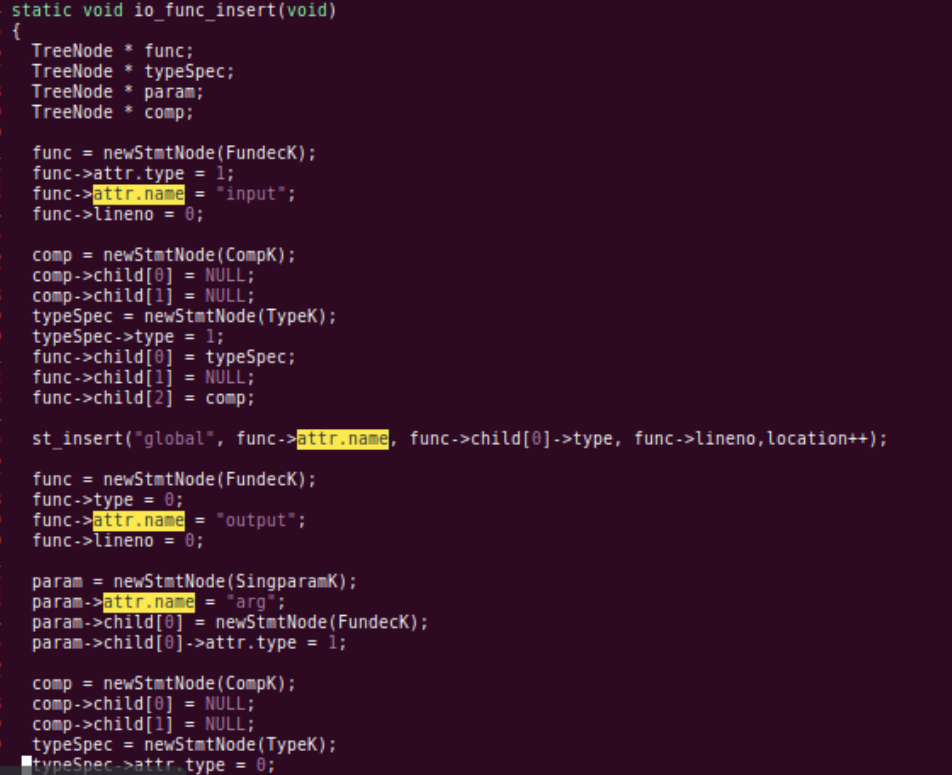 static void io_func_insert(void)
{
  TreeNode * func;
  TreeNode * typeSpec;
  TreeNode * param;
  TreeNode * comp;

  func = newStmtNode(FundecK);
  func->attr.type = 1;
  func->attr.name = "input";
  func->lineno = 0;

  comp = newStmtNode(CompK);
  comp->child[0] = NULL;
  comp->child[1] = NULL;
  typeSpec = newStmtNode(TypeK);
  typeSpec->type = 1;
  func->child[0] = typeSpec;
  func->child[1] = NULL;
  func->child[2] = comp;

  st_insert("global", func->attr.name, func->child[0]->type, func->lineno,location++);

  func = newStmtNode(FundecK);
  func->type = 0;
  func->attr.name = "output";
  func->lineno = 0;

  param = newStmtNode(SingparamK);
  param->attr.name = "arg";
  param->child[0] = newStmtNode(FundecK);
  param->child[0]->attr.type = 1;

  comp = newStmtNode(CompK);
  comp->child[0] = NULL;
  comp->child[1] = NULL;
  typeSpec = newStmtNode(TypeK);
  typeSpec->attr.type = 0;